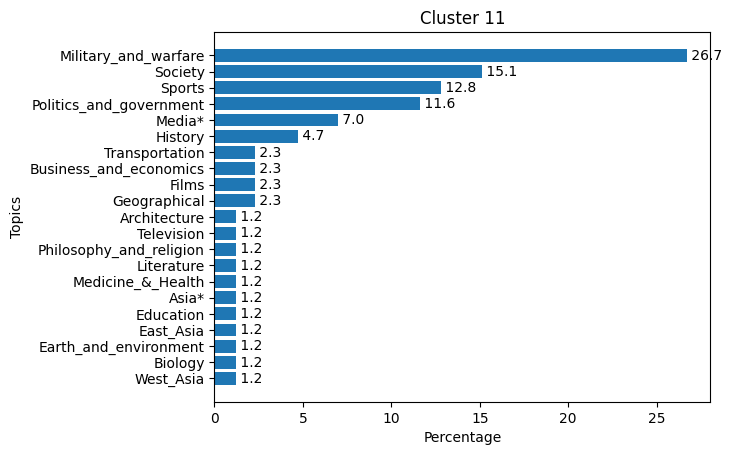 Cluster 11
Military_and_warfare 26.7
Society 15.1
Sports 12.8
Politics_and_government 11.6
Media* 7.0
History 4.7
Transportation 2.3
Business_and_economics 2.3
Films 2.3
Geographical 2.3
Architecture 1.2
Television 1.2
Philosophy_and_religion 1.2
Literature 1.2
Medicine_&_Health 1.2
Asia* 1.2
Education 1.2
East_Asia 1.2
Earth_and_environment 1.2
Biology 1.2
West_Asia 1.2
0 5 10 15 20 25
Percentage
Topics